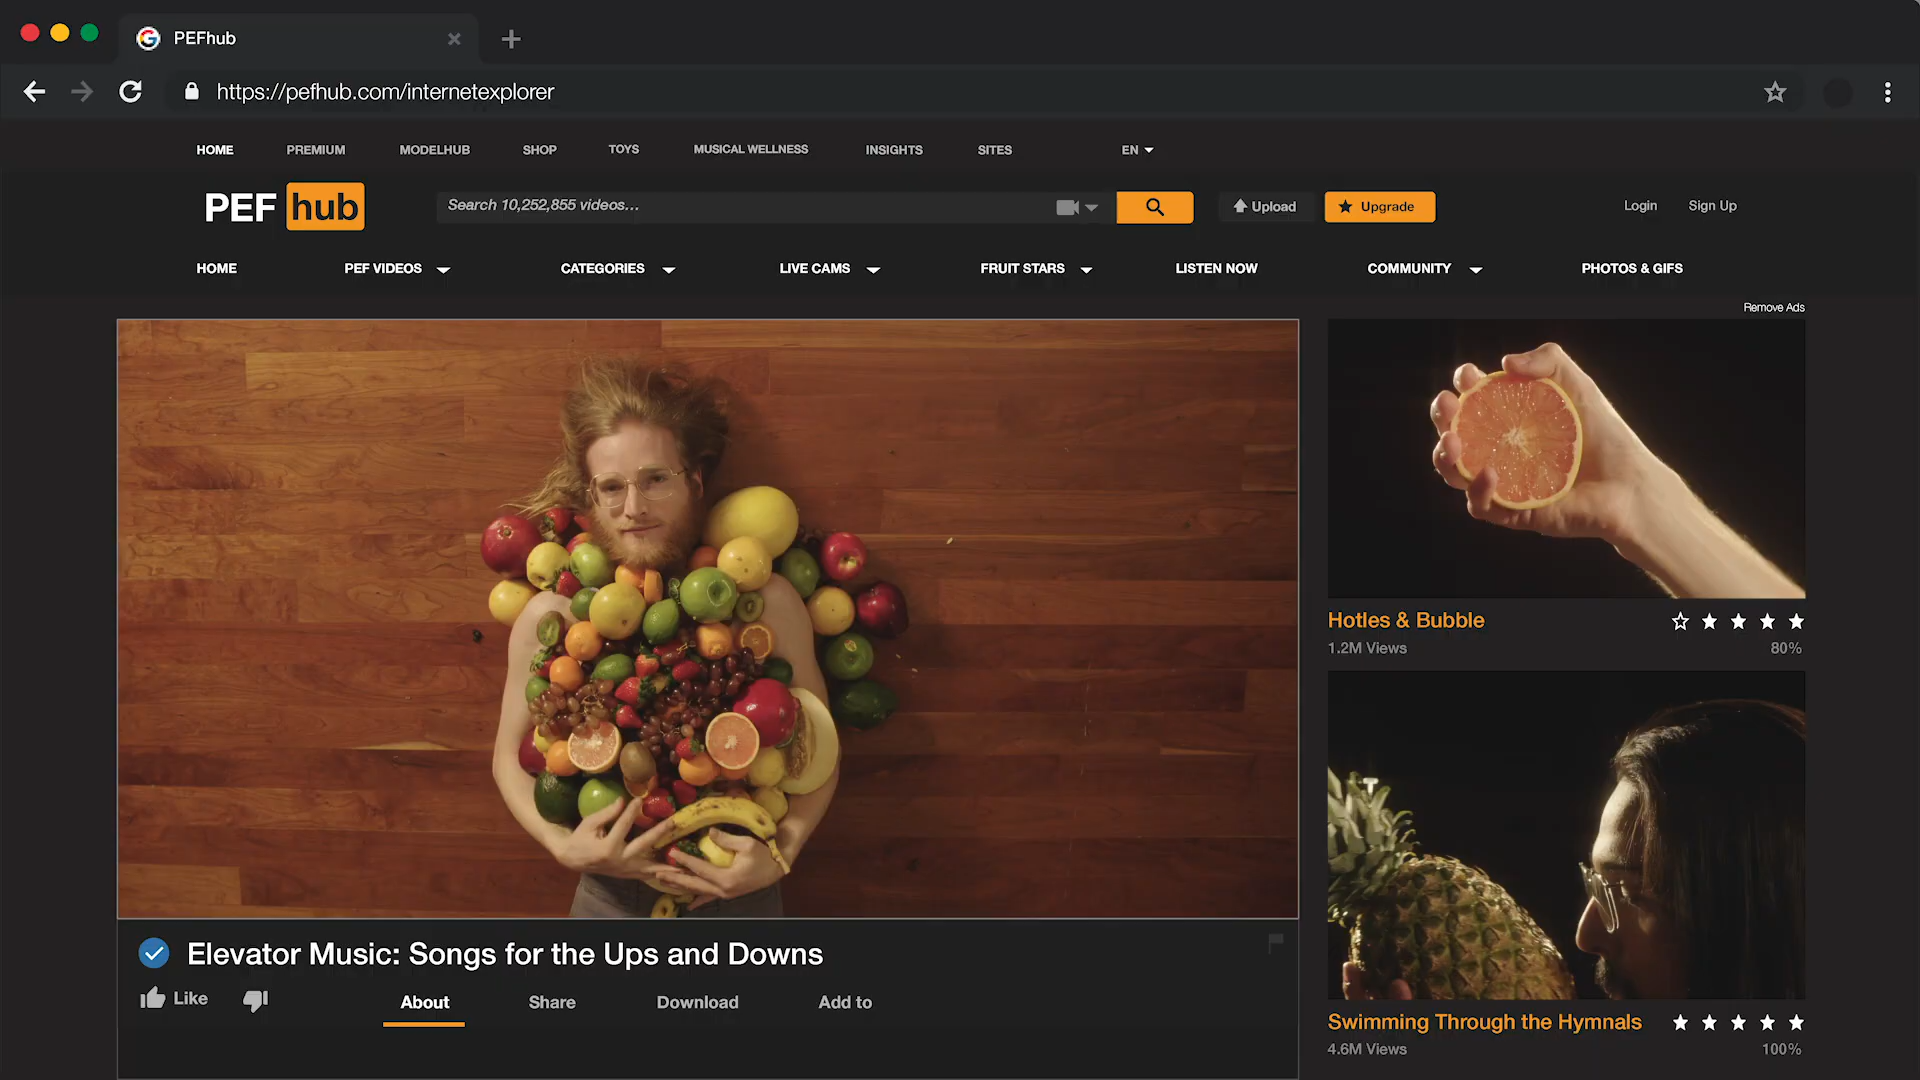 PEFhub
https://pefhub.com/internetexplorer
HOME PREMIUM MODELHUB SHOP TOYS MUSICAL WELLNESS INSIGHTS SITES EN
PEF hub Search 10,252,855 videos... Upload Upgrade Login Sign Up
HOME PEF VIDEOS CATEGORIES LIVE CAMS FRUIT STARS LISTEN NOW COMMUNITY PHOTOS & GIFS
Remove Ads
Hotles & Bubble
1.2M Views 80%
Elevator Music: Songs for the Ups and Downs
Like About Share Download Add to
Swimming Through the Hymnals
4.6M Views 100%